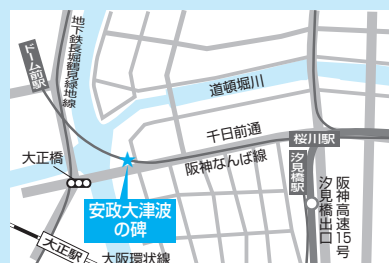 地下鉄長堀鶴見緑地線
ドーム前駅
道頓堀川
千日前通
桜川駅
大正橋
阪神なんば線
汐見橋駅
阪神高速15号
汐見橋出口
安政大津波
の碑
大正駅
大阪環状線